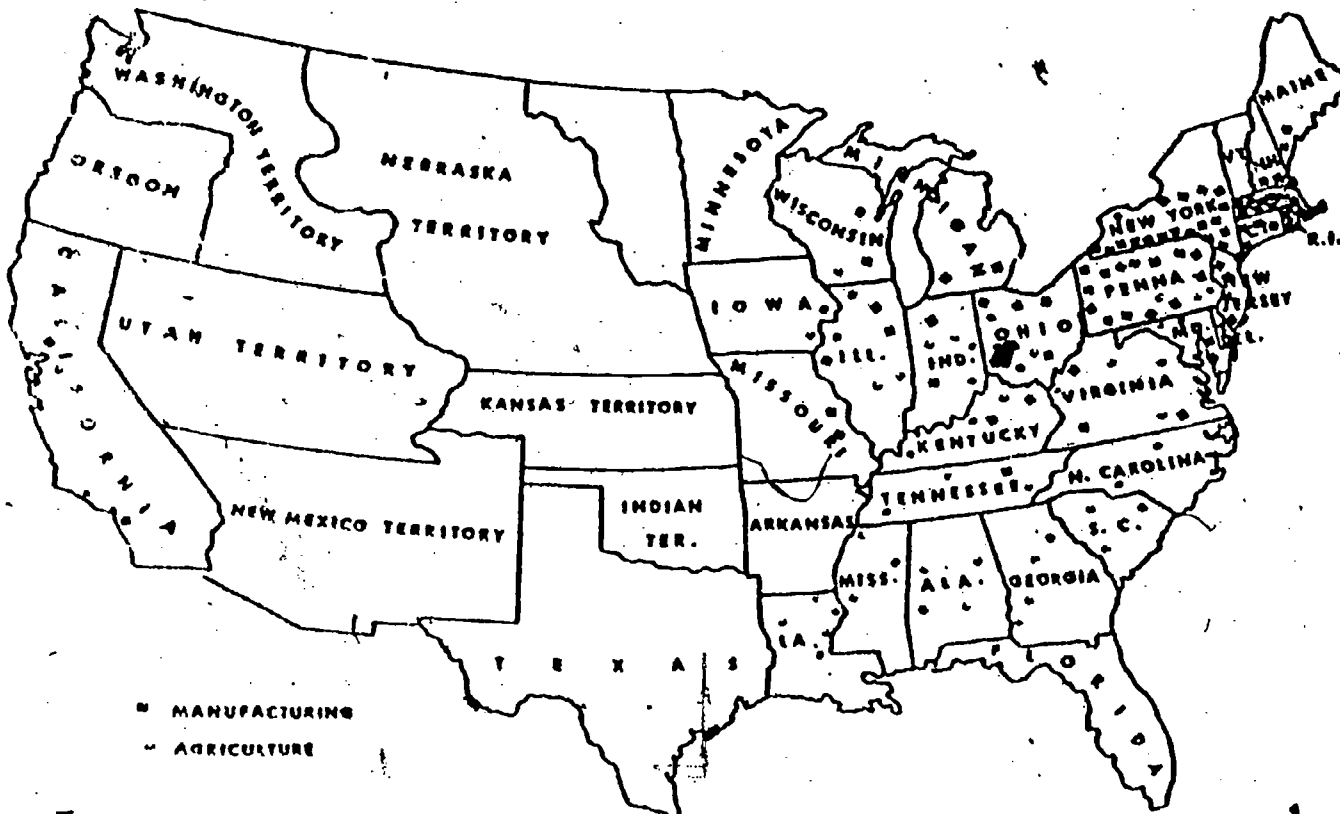 WASHINGTON TERRITORY
OREGON
CALIFORNIA
NEBRASKA
TERRITORY
UTAH TERRITORY
NEW MEXICO TERRITORY
KANSAS TERRITORY
INDIAN
TER.
TEXAS
MINNESOTA
IOWA
MISSOURI
ARKANSAS
LA.
WISCONSIN
MICHIGAN
ILL.
IND.
OHIO
KENTUCKY
TENNESSEE
MISS.
ALA.
GEORGIA
FLORIDA
S. C.
N. CAROLINA
VIRGINIA
MD.
DEL.
PENNA
NEW
JERSEY
NEW YORK
VT.
N.H.
MAINE
R.I.
MANUFACTURING
AGRICULTURE